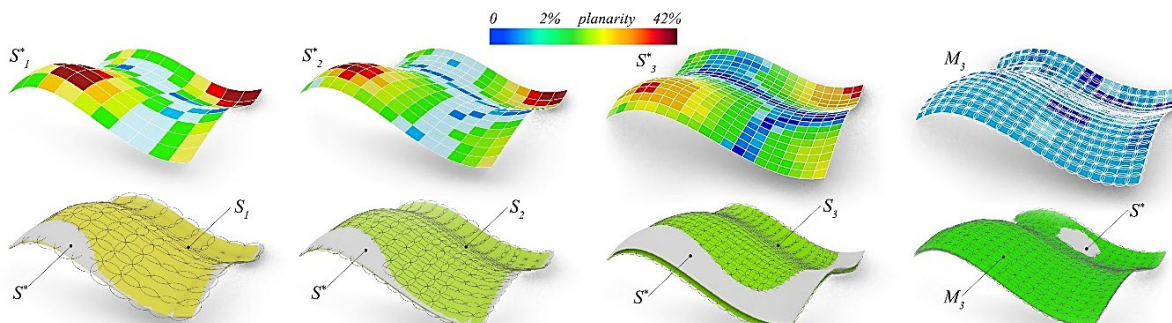 0 2% planarity 42%
S*1 S*2 S*3 M3
S1 S2 S3 S*
S* S* S* M3